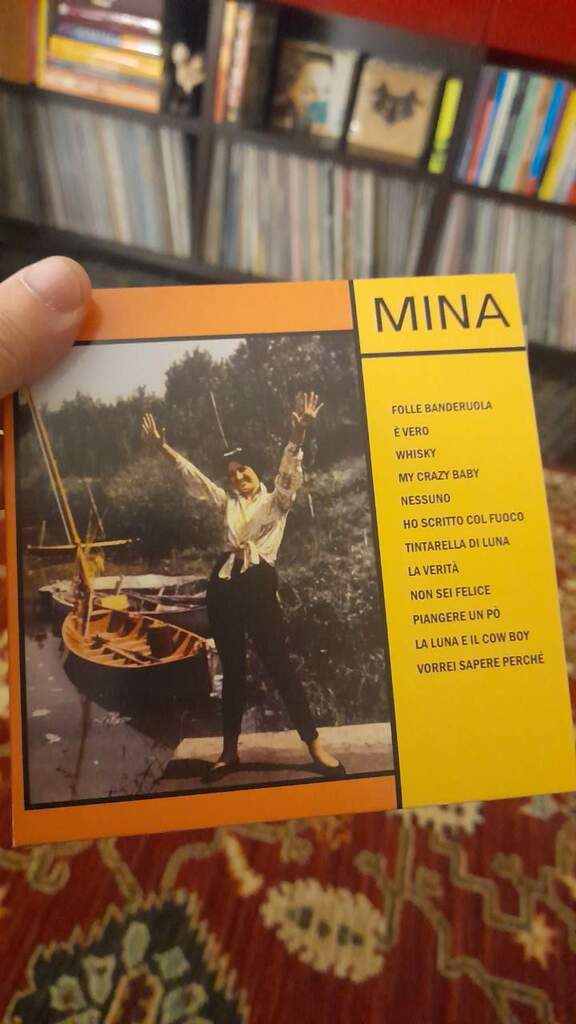 MINA
FOLLE BANDERUOLA
È VERO
WHISKY
MY CRAZY BABY
NESSUNO
HO SCRITTO COL FUOCO
TINTARELLA DI LUNA
LA VERITÀ
NON SEI FELICE
PIANGERE UN PÒ
LA LUNA E IL COW BOY
VORREI SAPERE PERCHÉ